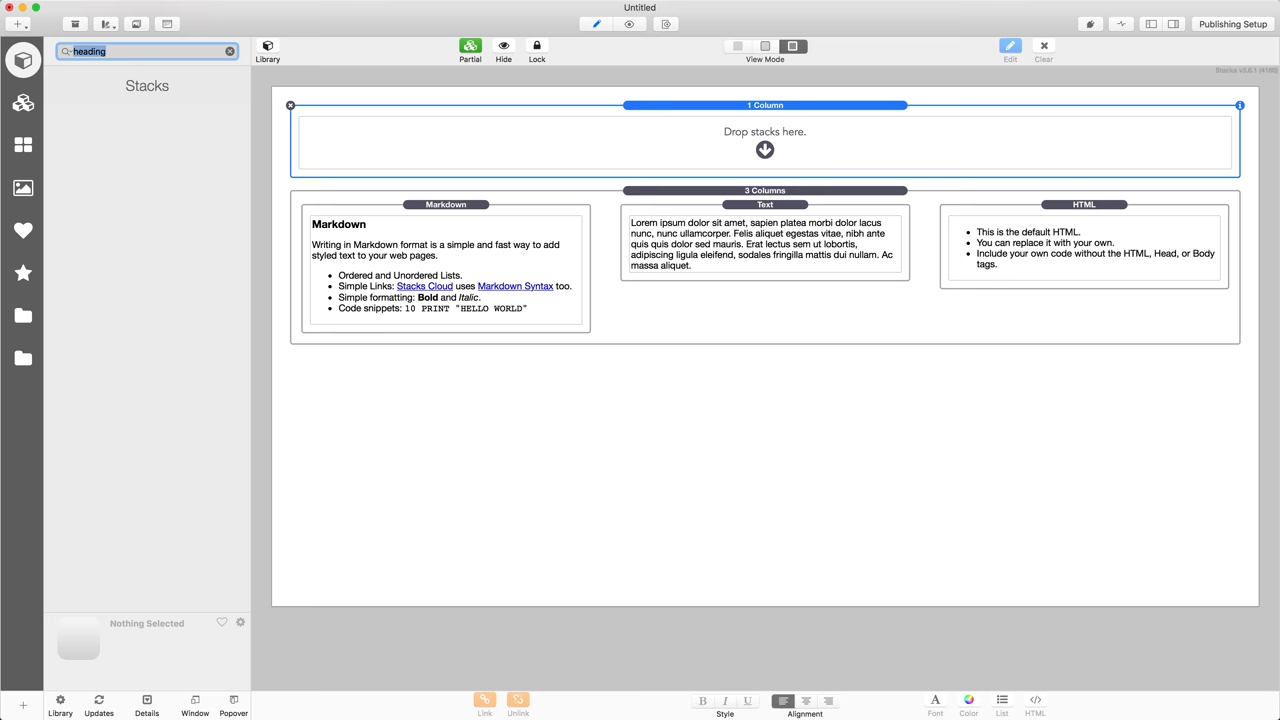 Untitled
Publishing Setup
heading
Library
Partial
Hide
Lock
View Mode
Edit
Clear
Stacks
Stacks v3.6.1 (4160)
1 Column
Drop stacks here.
3 Columns
Markdown
Markdown
Writing in Markdown format is a simple and fast way to add
styled text to your web pages.
Ordered and Unordered Lists.
Simple Links: Stacks Cloud uses Markdown Syntax too.
Simple formatting: Bold and Italic.
Code snippets: 10 PRINT "HELLO WORLD"
Text
Lorem ipsum dolor sit amet, sapien platea morbi dolor lacus
nunc, nunc ullamcorper. Felis aliquet egestas vitae, nibh ante
quis quis dolor sed mauris. Erat lectus sem ut lobortis,
adipiscing ligula eleifend, sodales fringilla mattis dui nullam. Ac
massa aliquet.
HTML
This is the default HTML.
You can replace it with your own.
Include your own code without the HTML, Head, or Body
tags.
Nothing Selected
Library
Updates
Details
Window
Popover
Link
Unlink
B I U
Style
Alignment
A
Font
Color
List
HTML